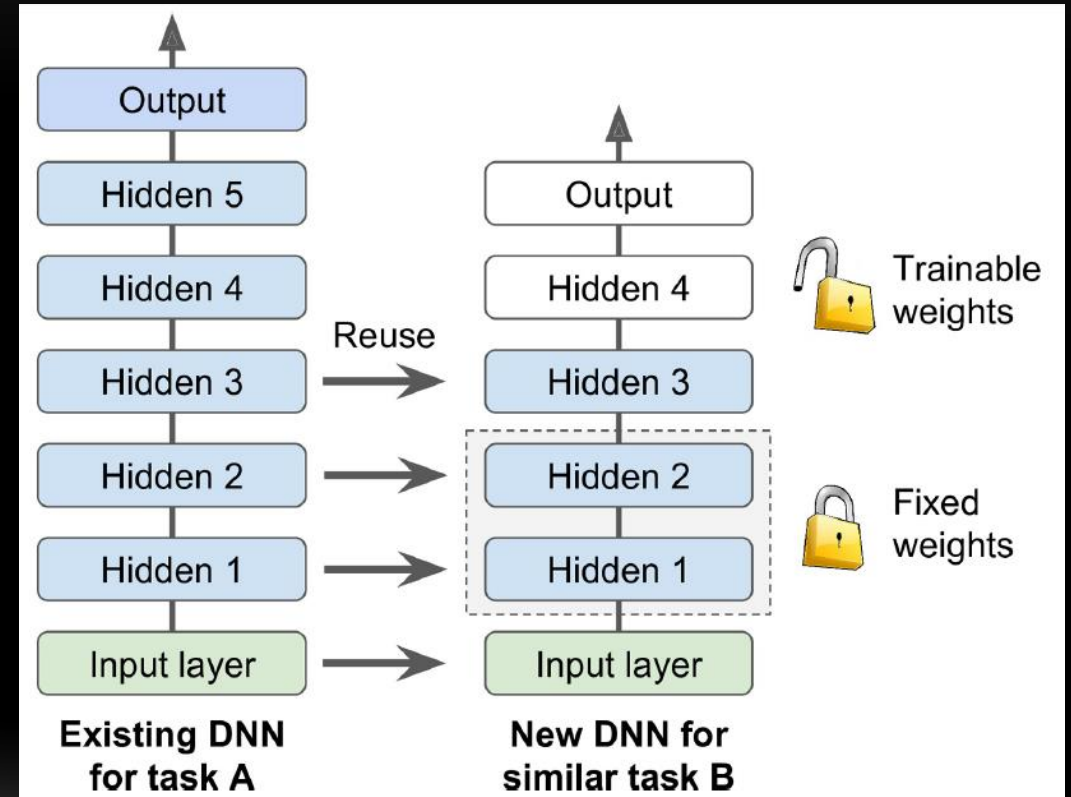 Output
Hidden 5
Hidden 4
Hidden 3
Hidden 2
Hidden 1
Input layer
Existing DNN
for task A
Reuse
Output
Hidden 4
Hidden 3
Hidden 2
Hidden 1
Input layer
New DNN for
similar task B
Trainable
weights
Fixed
weights